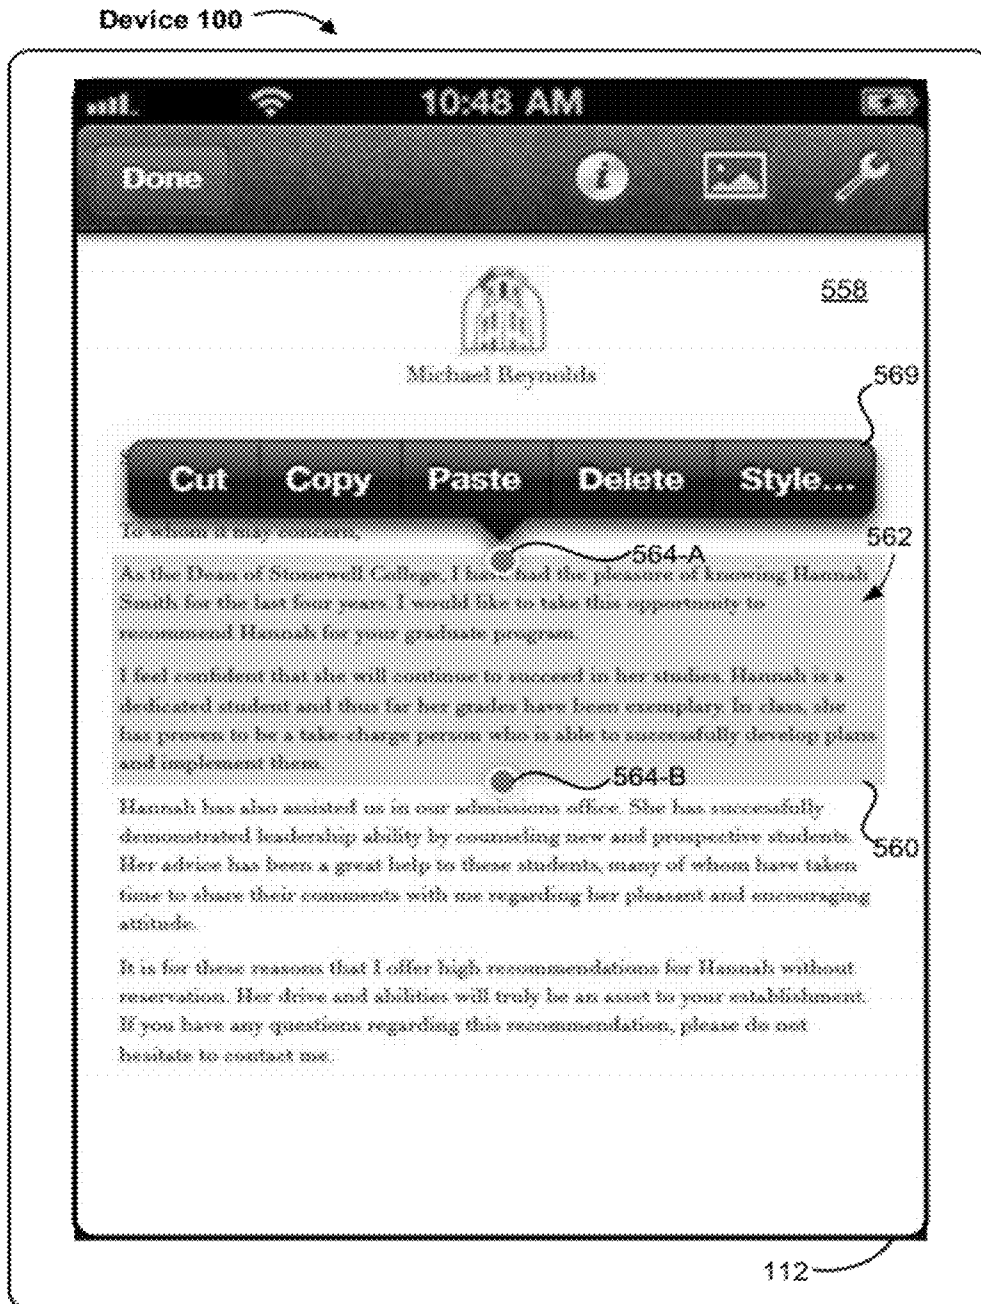 Device 100
10:48 AM
Done
558
Michael Reynolds
569
Cut Copy Paste Delete Style...
To whom it may concern,
562
564-A
As the Dean of Stonewell College, I have had the pleasure of knowing Hannah
Smith for the last four years. I would like to take this opportunity to
recommend Hannah for your graduate program.
I feel confident that she will continue to succeed in her studies. Hannah is a
dedicated student and thus far her grades have been exemplary. In class, she
has proven to be a take-charge person who is able to successfully develop plans
and implement them.
564-B
Hannah has also assisted us in our admissions office. She has successfully
demonstrated leadership ability by counseling new and prospective students.
560
Her advice has been a great help to these students, many of whom have taken
time to share their comments with me regarding her pleasant and encouraging
attitude.
It is for these reasons that I offer high recommendations for Hannah without
reservation. Her drive and abilities will truly be an asset to your establishment.
If you have any questions regarding this recommendation, please do not
hesitate to contact me.
112